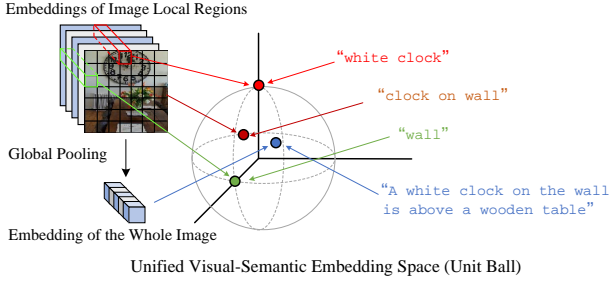 Embeddings of Image Local Regions
“white clock”
“clock on wall”
“wall”
Global Pooling
“A white clock on the wall
is above a wooden table”
Embedding of the Whole Image
Unified Visual-Semantic Embedding Space (Unit Ball)